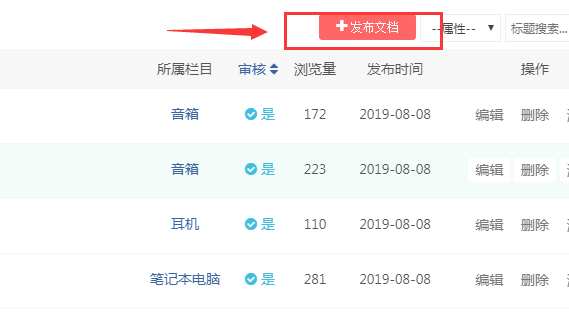 +发布文档 --属性-- 标题搜索...
所属栏目 审核 浏览量 发布时间 操作
音箱 是 172 2019-08-08 编辑 删除
音箱 是 223 2019-08-08 编辑 删除
耳机 是 110 2019-08-08 编辑 删除
笔记本电脑 是 281 2019-08-08 编辑 删除